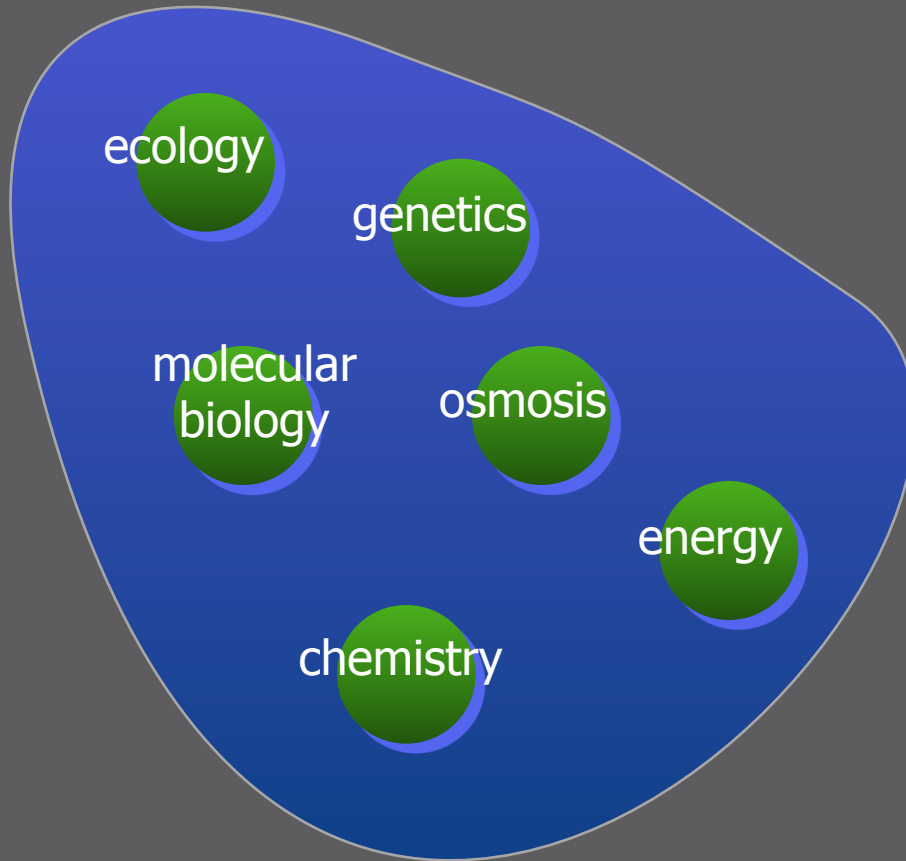 ecology
genetics
molecular
biology
osmosis
energy
chemistry